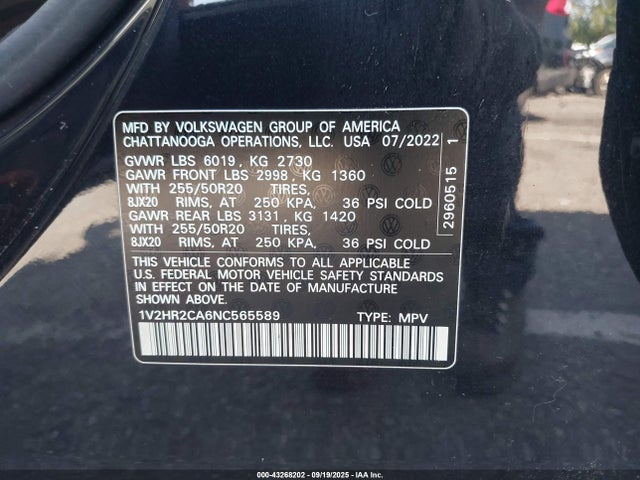 MFD BY VOLKSWAGEN GROUP OF AMERICA
CHATTANOOGA OPERATIONS, LLC. USA 07/2022
GVWR LBS 6019, KG 2730
GAWR FRONT LBS 2998, KG 1360
WITH 255/50R20 TIRES,
8JX20 RIMS, AT 250 KPA, 36 PSI COLD
GAWR REAR LBS 3131, KG 1420
WITH 255/50R20 TIRES,
8JX20 RIMS, AT 250 KPA, 36 PSI COLD
THIS VEHICLE CONFORMS TO ALL APPLICABLE
U.S. FEDERAL MOTOR VEHICLE SAFETY STANDARDS
IN EFFECT ON THE DATE OF MANUFACTURE
SHOWN ABOVE.
1V2HR2CA6NC565589 TYPE: MPV
2960515 1
000-43268202 - 09/19/2025 - IAA Inc.